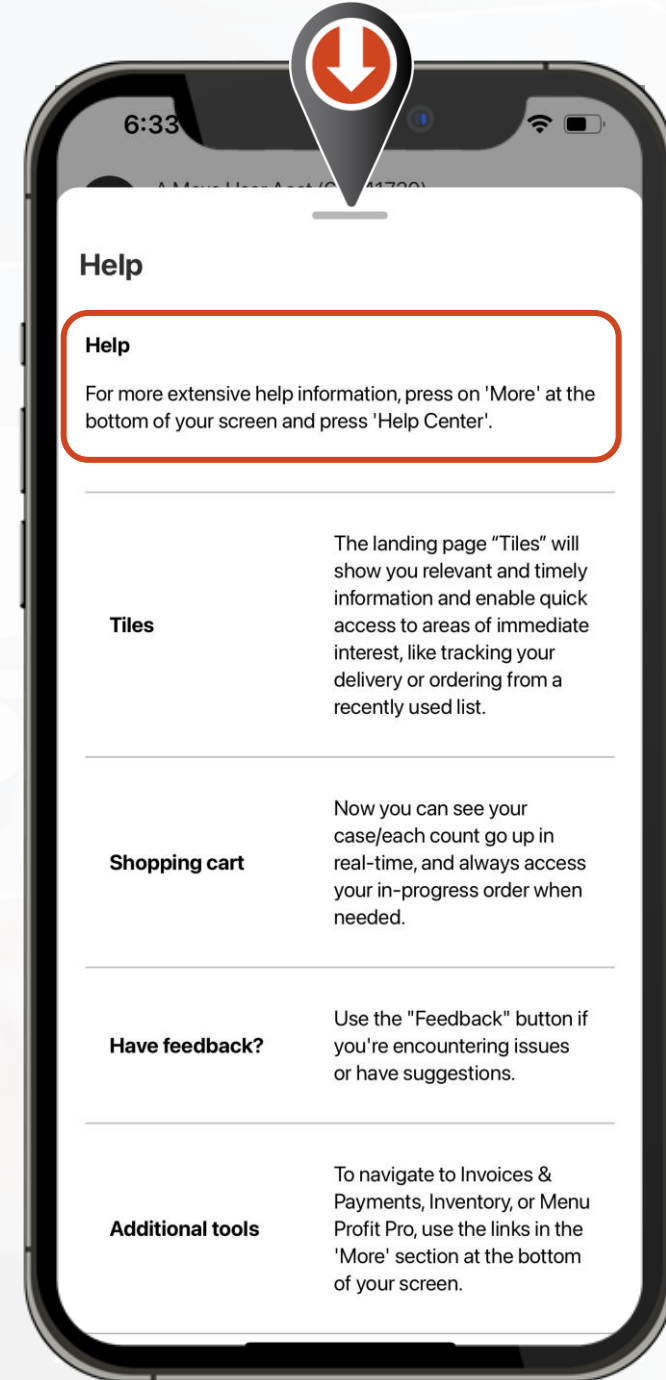 6:33
Help
Help
For more extensive help information, press on 'More' at the
bottom of your screen and press 'Help Center'.
Tiles
The landing page “Tiles” will
show you relevant and timely
information and enable quick
access to areas of immediate
interest, like tracking your
delivery or ordering from a
recently used list.
Shopping cart
Now you can see your
case/each count go up in
real-time, and always access
your in-progress order when
needed.
Have feedback?
Use the "Feedback" button if
you're encountering issues
or have suggestions.
Additional tools
To navigate to Invoices &
Payments, Inventory, or Menu
Profit Pro, use the links in the
'More' section at the bottom
of your screen.